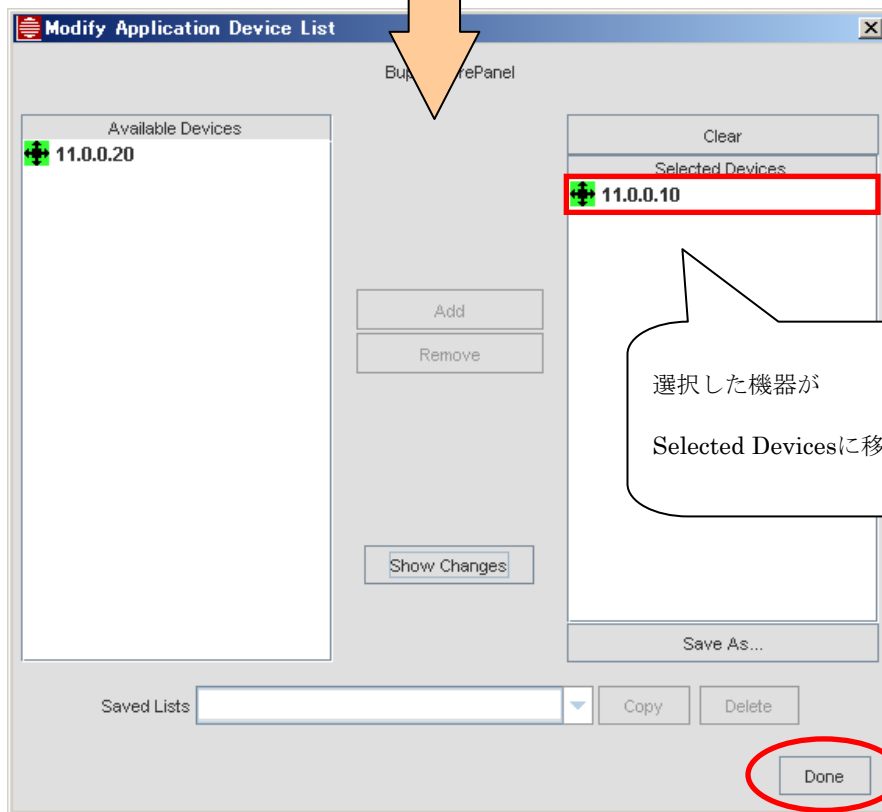 Modify Application Device List
Available Devices
11.0.0.20
Clear
Selected Devices
11.0.0.10
Add
Remove
選択した機器が
Selected Devicesに移
Show Changes
Save As...
Saved Lists
Copy
Delete
Done